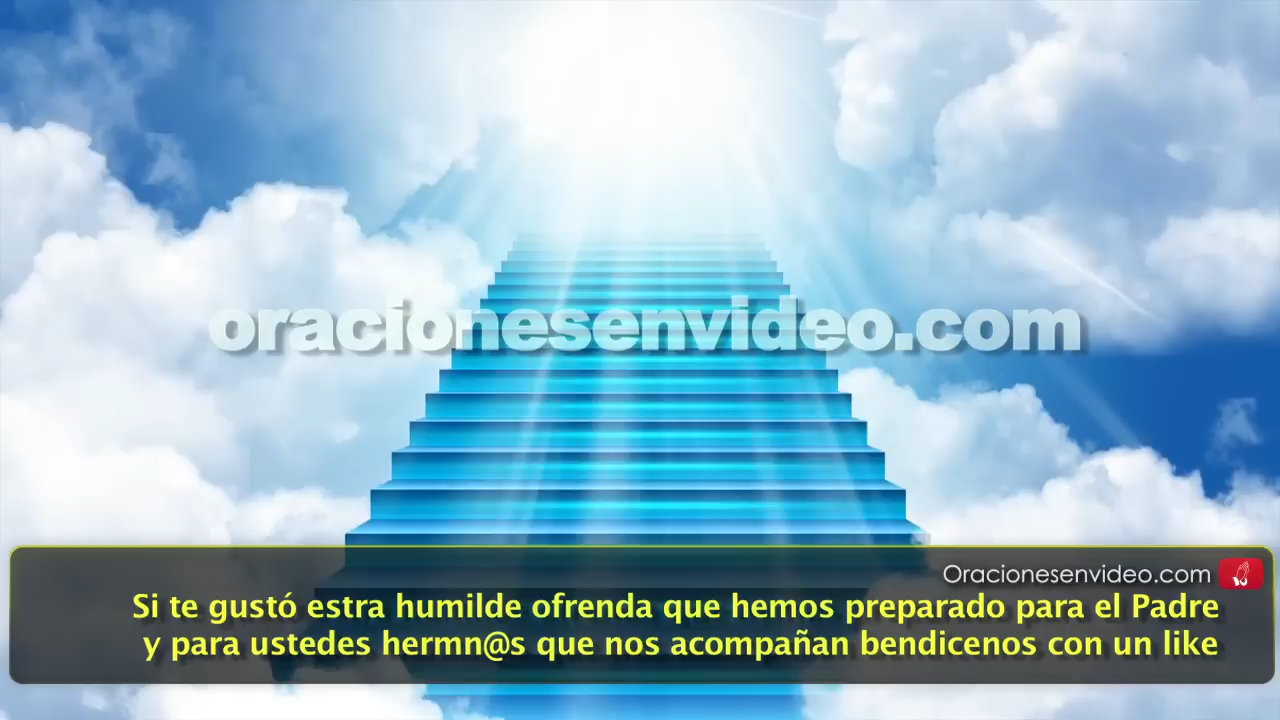 oracionesenvideo.com
Oracionesenvideo.com
Si te gustó estra humilde ofrenda que hemos preparado para el Padre
y para ustedes hermn@s que nos acompañan bendicenos con un like